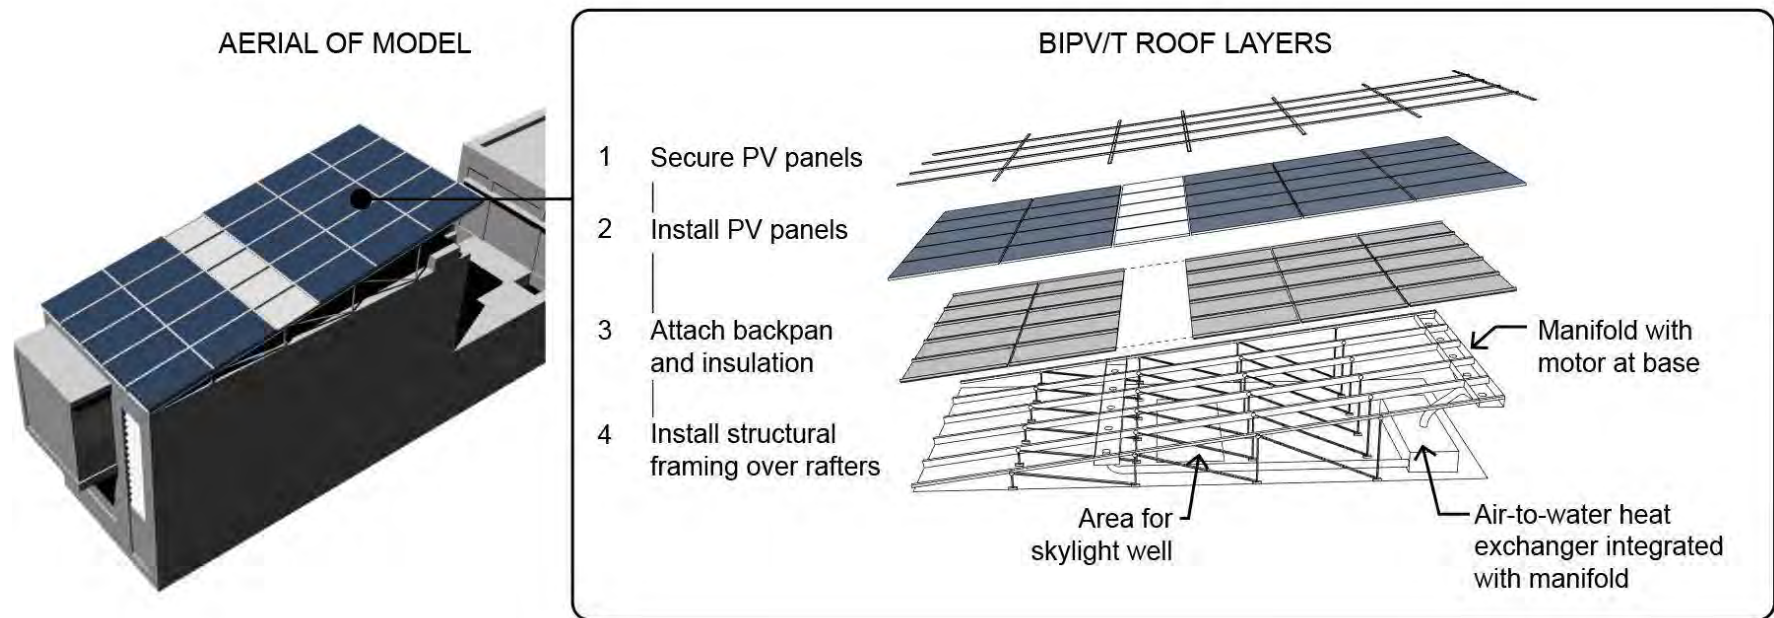 AERIAL OF MODEL
BIPV/T ROOF LAYERS
1 Secure PV panels
2 Install PV panels
3 Attach backpan
and insulation
4 Install structural
framing over rafters
Manifold with
motor at base
Area for
skylight well
Air-to-water heat
exchanger integrated
with manifold